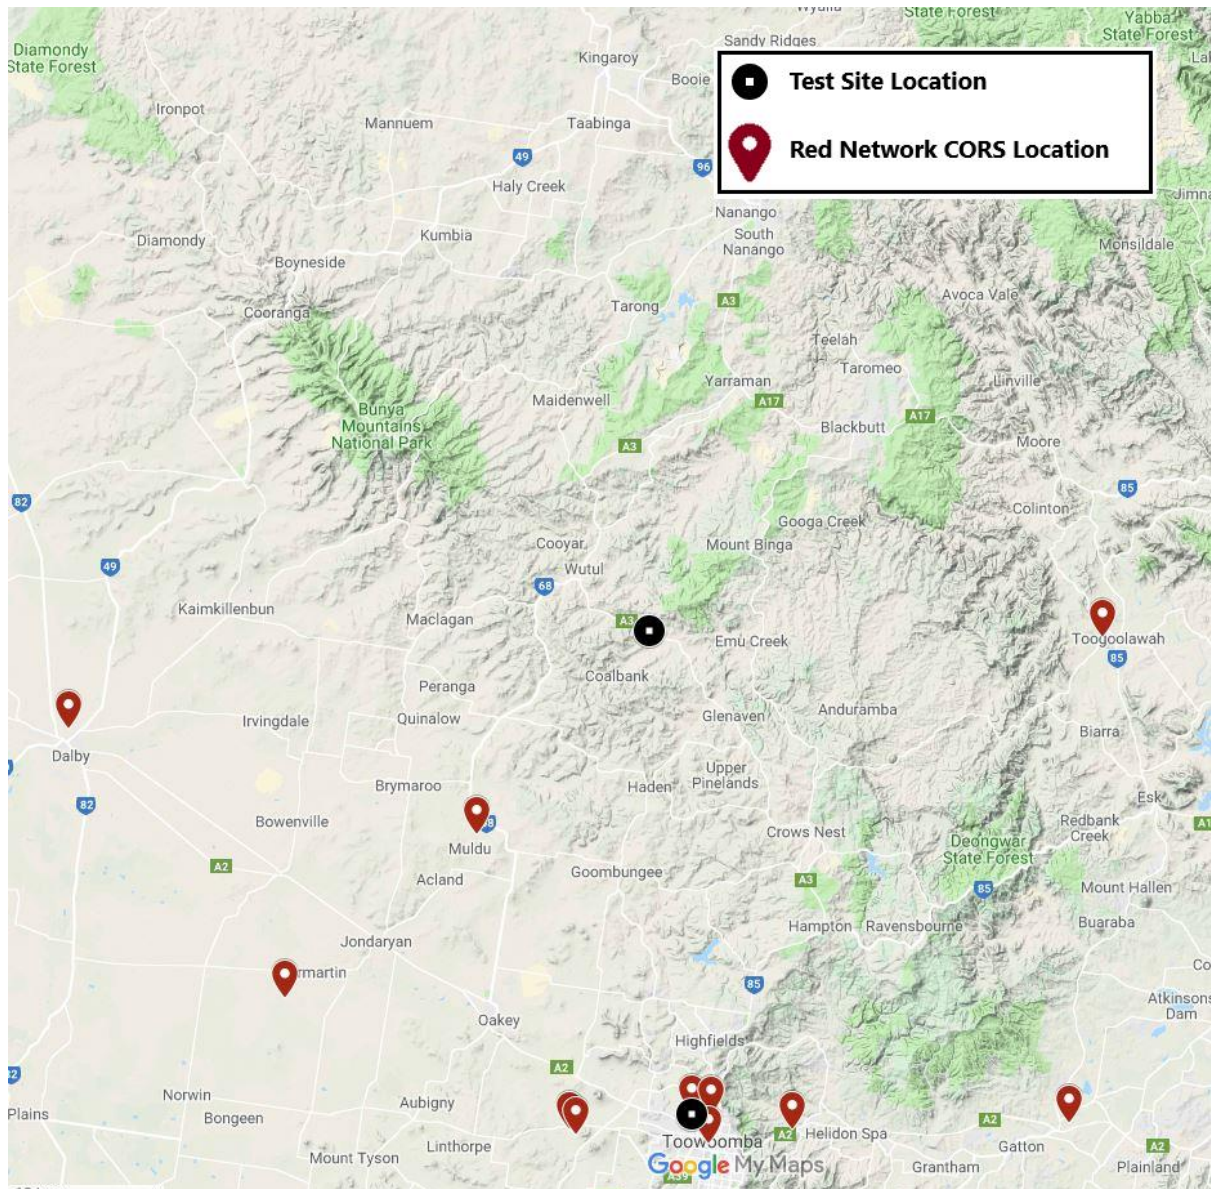 Wyalla
State Forest
Yabba
State Forest
Diamondy
State Forest
Sandy Ridges
Kingaroy
Booie
Test Site Location
Red Network CORS Location
Ironpot
Mannuem
Taabinga
49
96
Haly Creek
Jimna
Nanango
Kumbia
South
Nanango
Diamondy
Monsildale
Boyneside
Avoca Vale
Cooranga
Tarong
A3
Teelah
Taromeo
Yarraman
Linville
Maidenwell
A17
Bunya
Mountains
National Park
A17
Blackbutt
A3
Moore
82
85
Colinton
Googa Creek
Cooyar
Mount Binga
49
Wutul
68
Kaimkillenbun
Maclagan
A3
Emu Creek
Toogoolawah
85
Coalbank
Peranga
Irvingdale
Quinalow
Glenaven
Anduramba
Biarra
Dalby
Upper
Pinelands
Brymaroo
Haden
82
Esk
Bowenville
Redbank
Creek
Crows Nest
Muldu
Deongwar
State Forest
A2
Acland
Goombungee
A3
85
Mount Hallen
Hampton
Ravensbourne
Buaraba
Jondaryan
rmartin
85
Co
Atkinsons
Dam
Oakey
Highfields
A2
Norwin
Aubigny
Plains
Bongeen
Linthorpe
Toowoomba
A2
Helidon Spa
A2
Gatton
A2
Mount Tyson
Google My Maps
Grantham
Plainland
A39